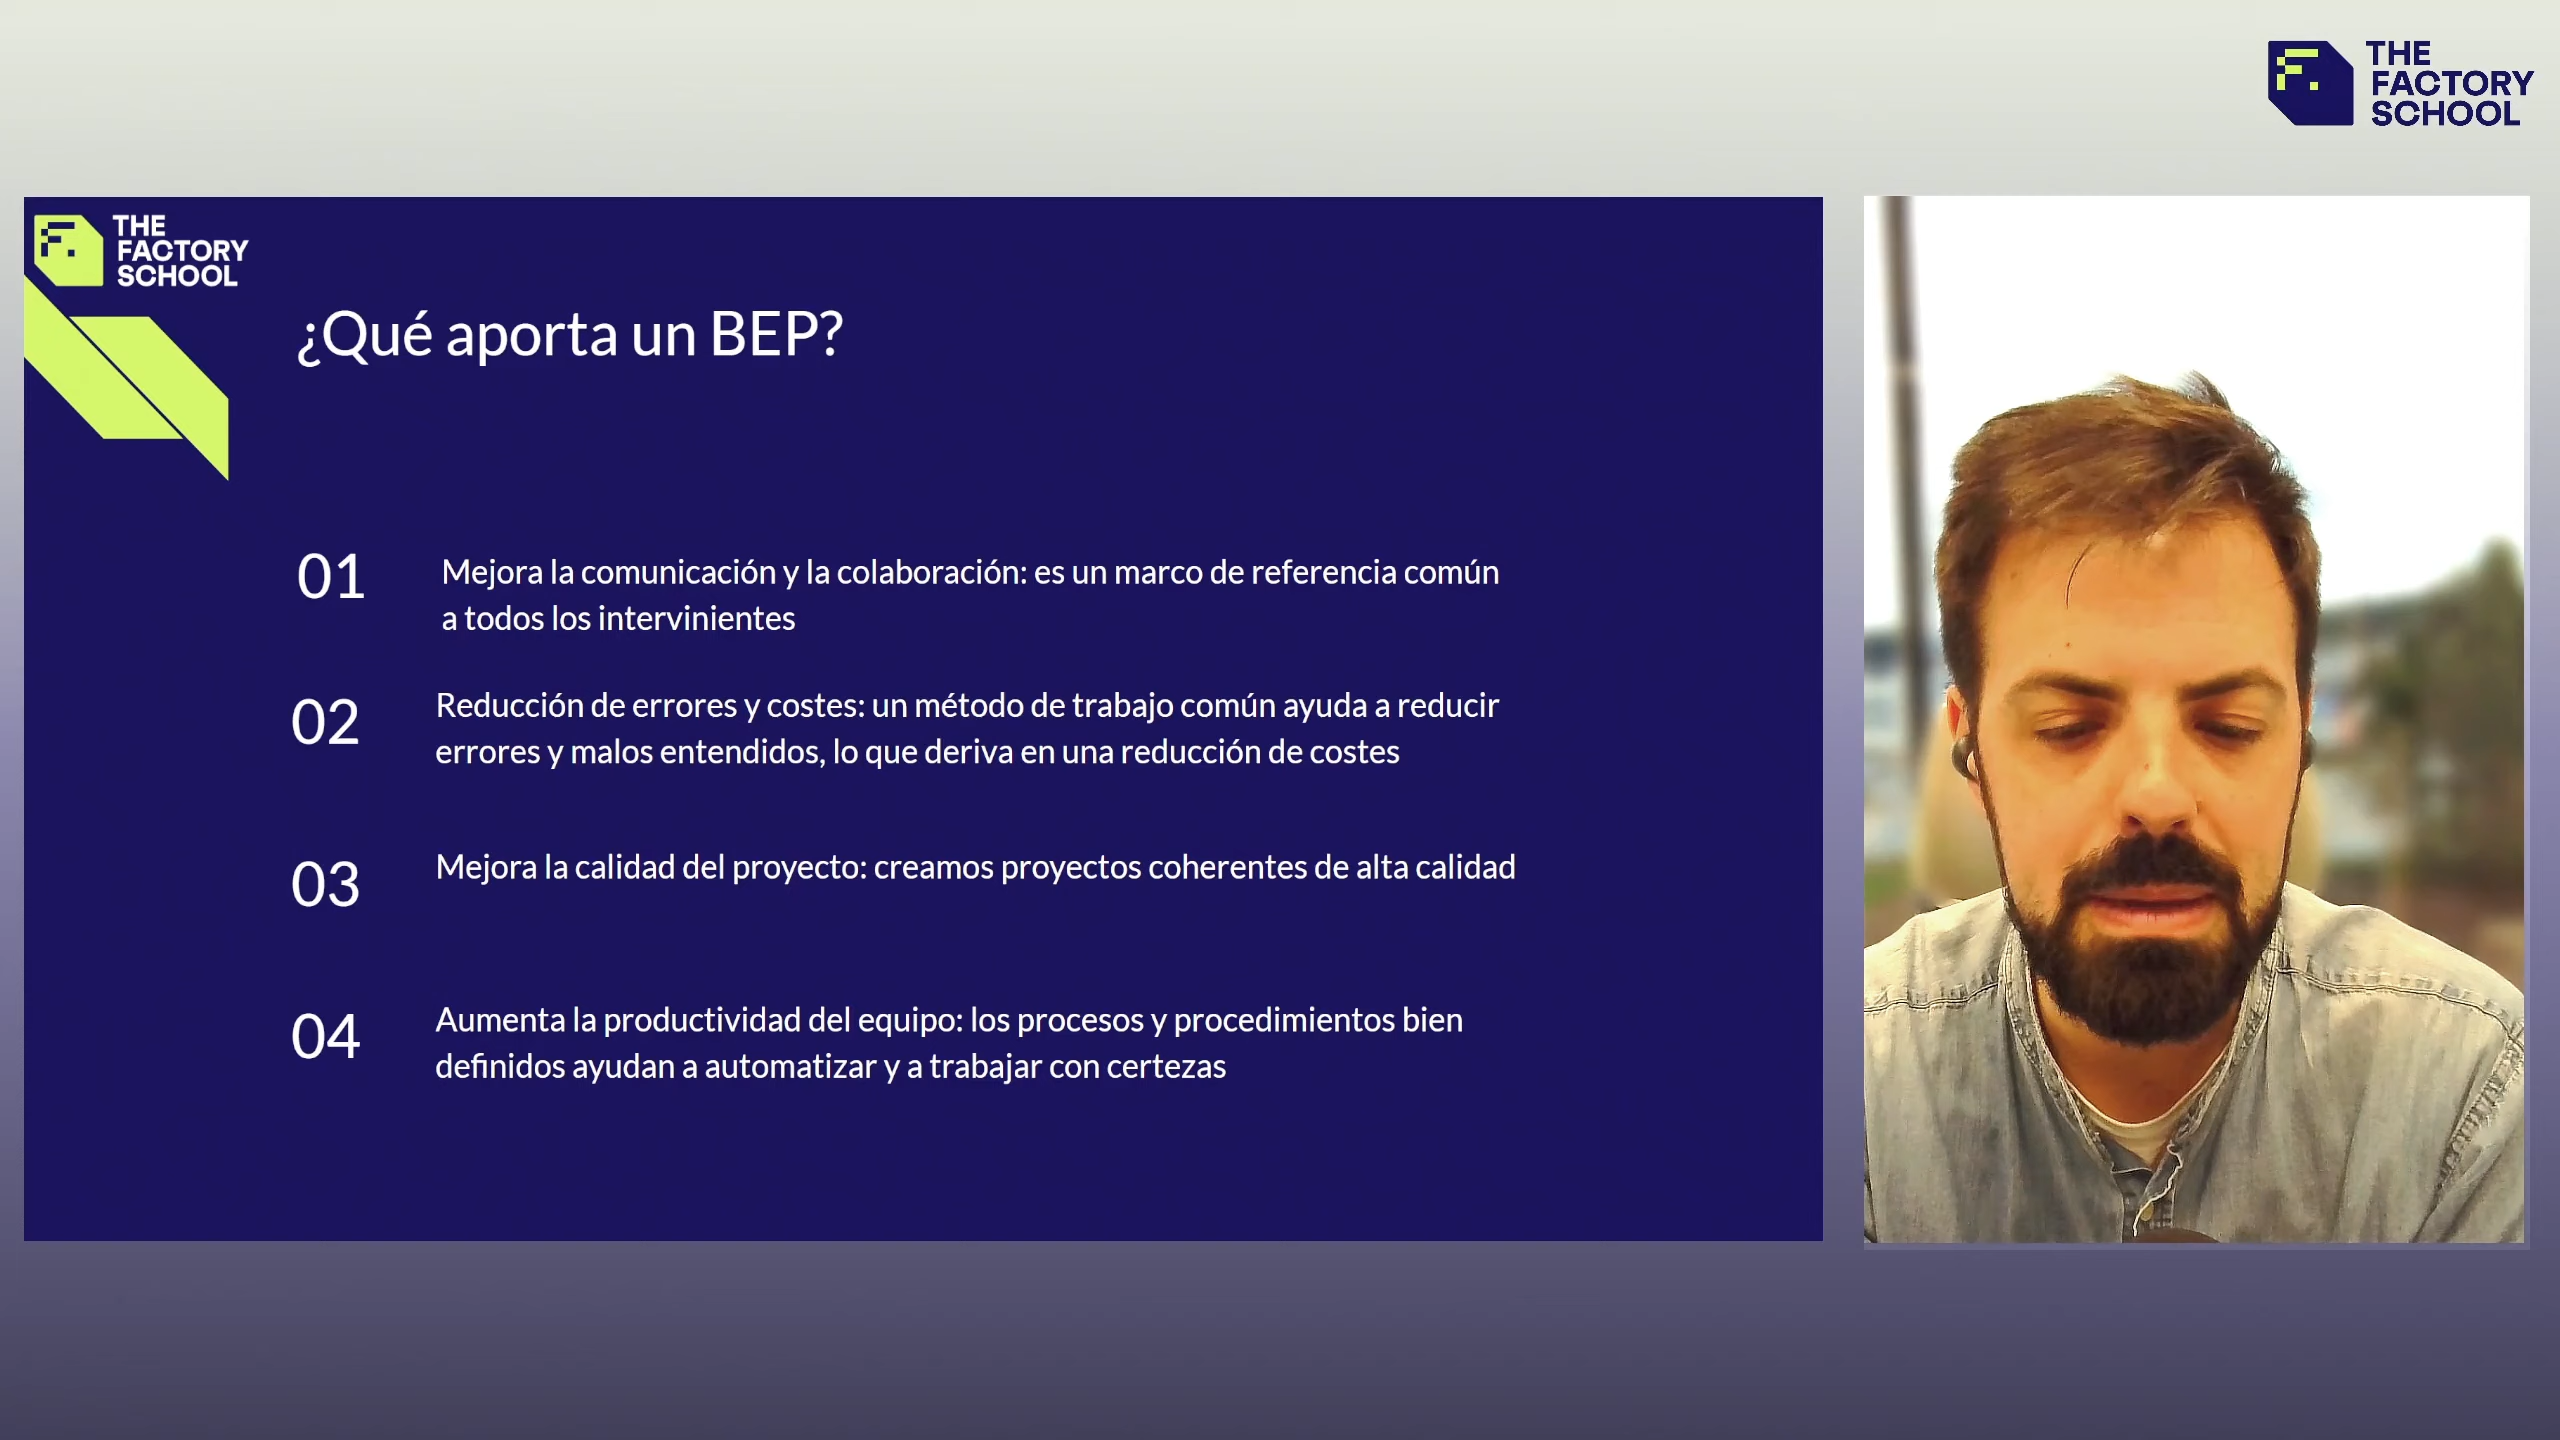 THE
FACTORY
SCHOOL
THE
FACTORY
SCHOOL
¿Qué aporta un BEP?
01
Mejora la comunicación y la colaboración: es un marco de referencia común
a todos los intervinientes
02
Reducción de errores y costes: un método de trabajo común ayuda a reducir
errores y malos entendidos, lo que deriva en una reducción de costes
03
Mejora la calidad del proyecto: creamos proyectos coherentes de alta calidad
04
Aumenta la productividad del equipo: los procesos y procedimientos bien
definidos ayudan a automatizar y a trabajar con certezas